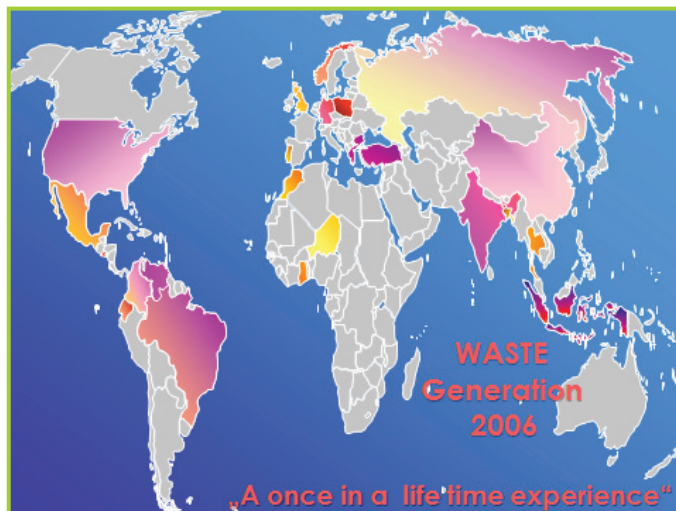 WASTE
Generation
2006
„A once in a life time experience“